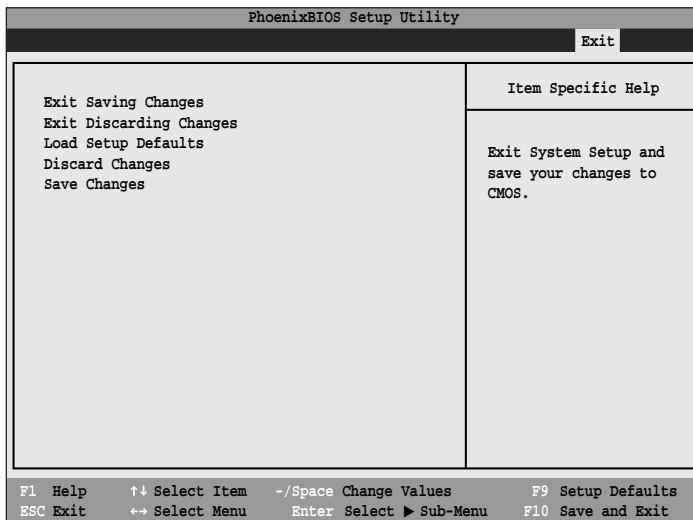 PhoenixBIOS Setup Utility
Exit
Exit Saving Changes
Exit Discarding Changes
Load Setup Defaults
Discard Changes
Save Changes
Item Specific Help
Exit System Setup and
save your changes to
CMOS.
F1 Help ↑↓ Select Item -/Space Change Values F9 Setup Defaults
ESC Exit ←→ Select Menu Enter Select ▶ Sub-Menu F10 Save and Exit